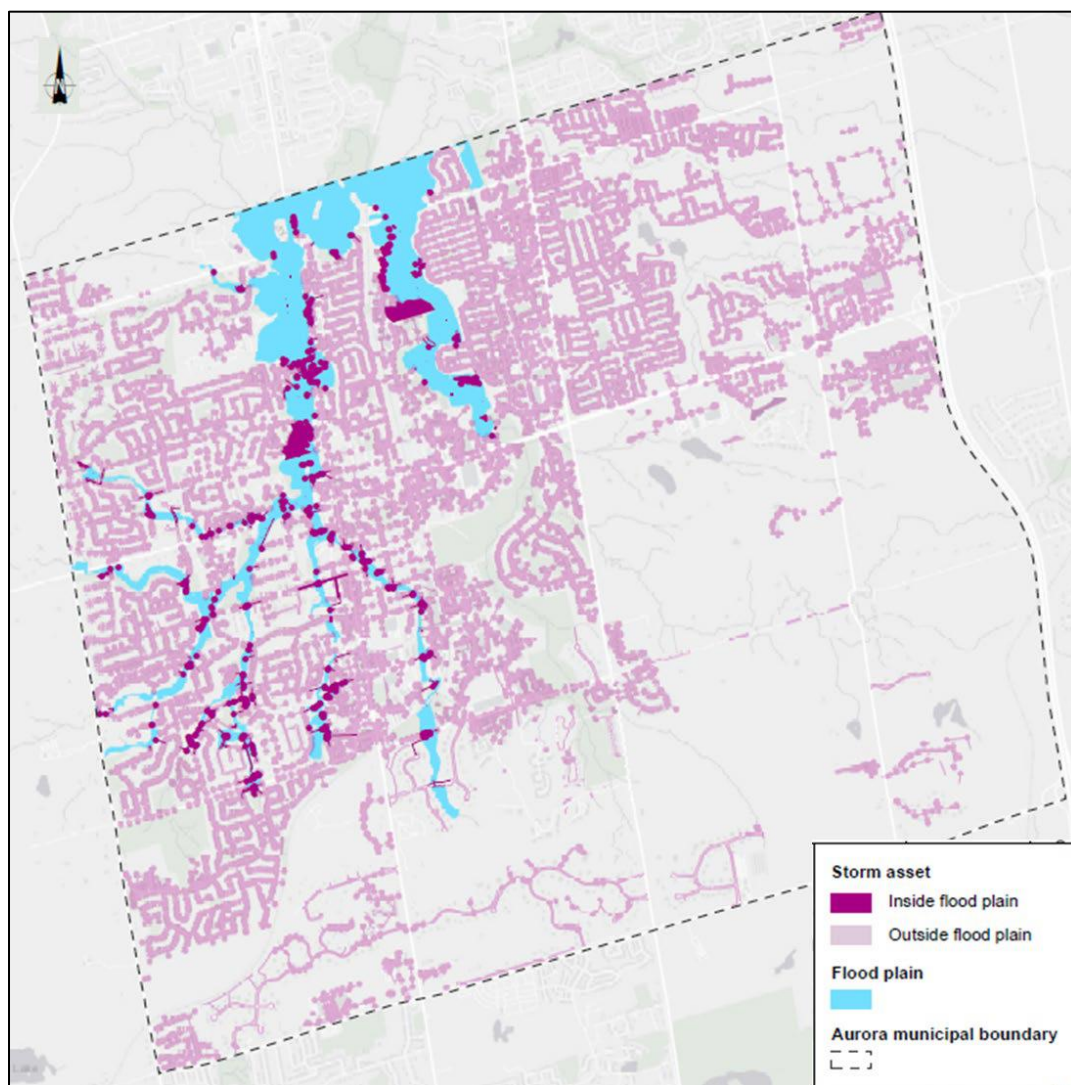 N
Storm asset
Inside flood plain
Outside flood plain
Flood plain
Aurora municipal boundary